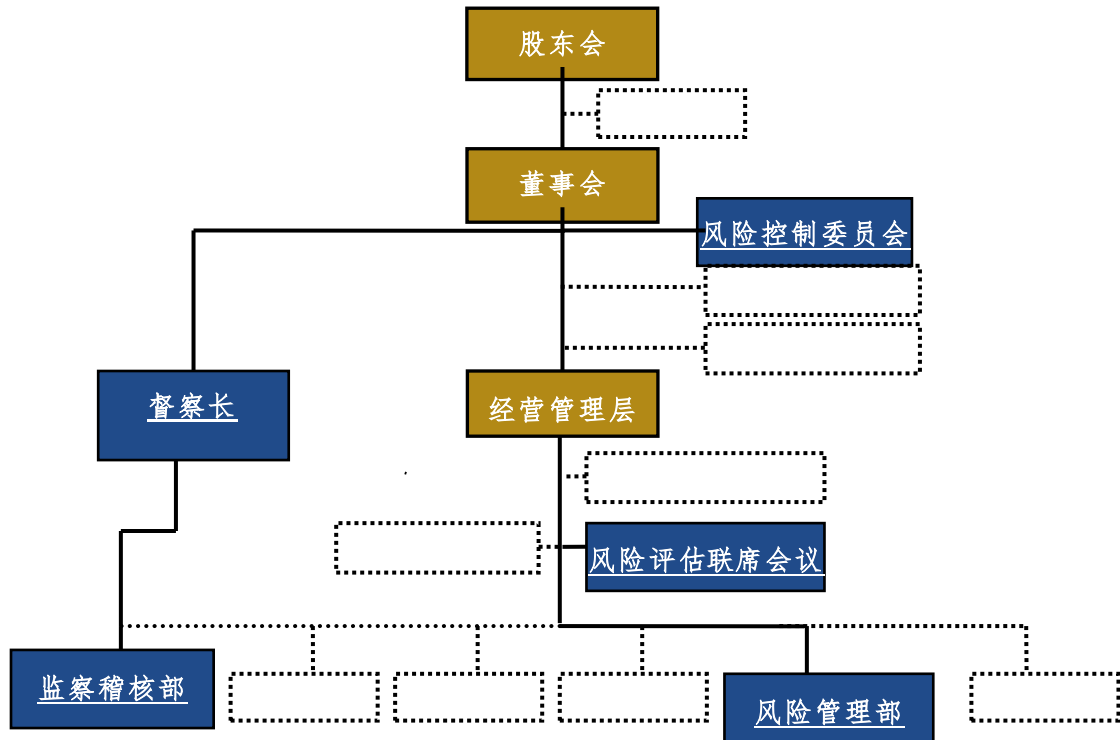 股东会
董事会
风险控制委员会
督察长
经营管理层
风险评估联席会议
监察稽核部
风险管理部